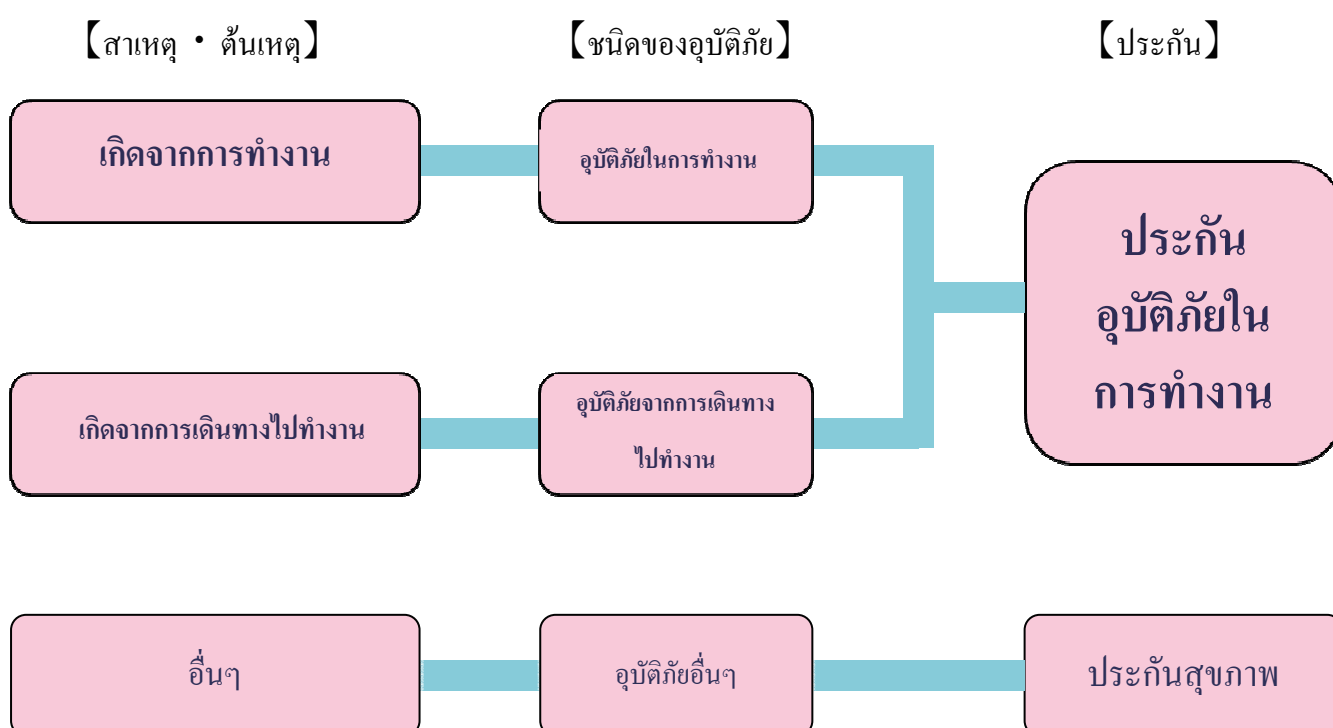 【สาเหตุ・ต้นเหตุ】
【ชนิดของอุบัติภัย】
【ประกัน】
เกิดจากการทำงาน
อุบัติภัยในการทำงาน
ประกัน
อุบัติภัยใน
การทำงาน
เกิดจากการเดินทางไปทำงาน
อุบัติภัยจากการเดินทาง
ไปทำงาน
อื่นๆ
อุบัติภัยอื่นๆ
ประกันสุขภาพ